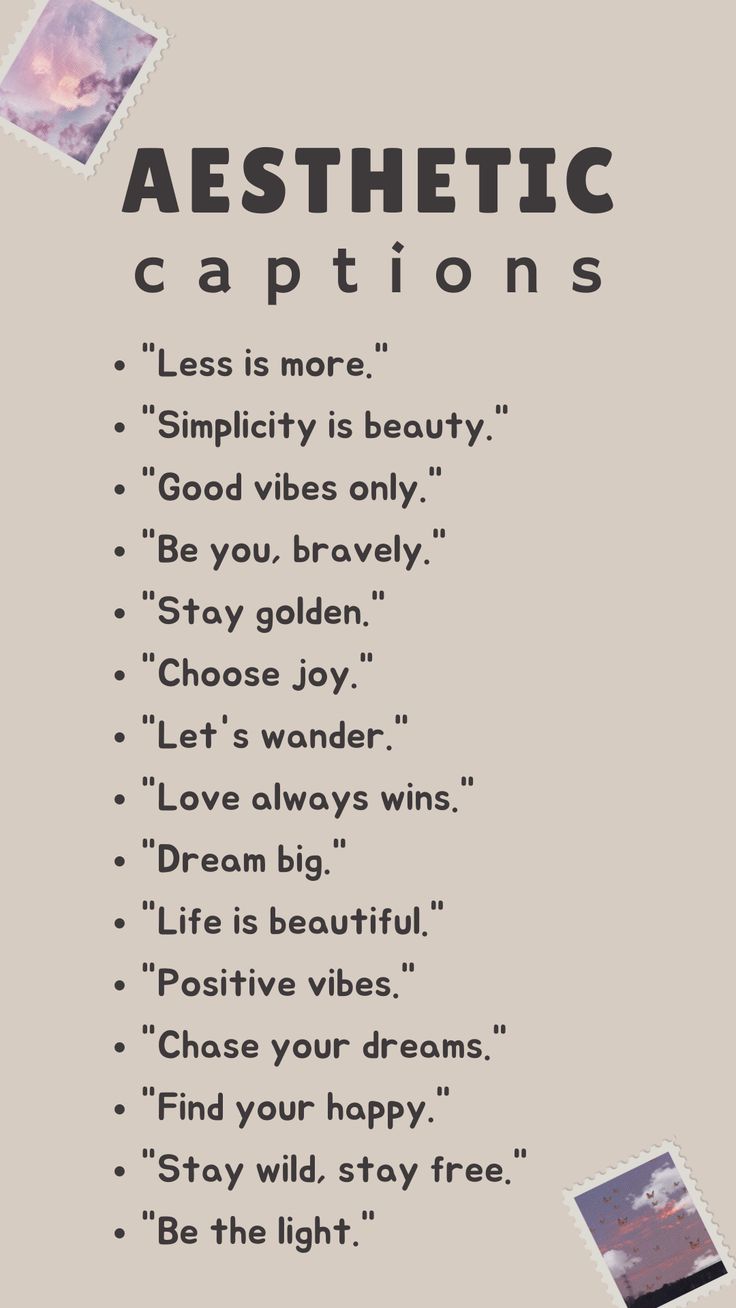 AESTHETIC
captions
• "Less is more."
• "Simplicity is beauty."
• "Good vibes only."
• "Be you, bravely."
• "Stay golden."
• "Choose joy."
• "Let's wander."
• "Love always wins."
• "Dream big."
• "Life is beautiful."
• "Positive vibes."
• "Chase your dreams."
• "Find your happy."
• "Stay wild, stay free."
• "Be the light."